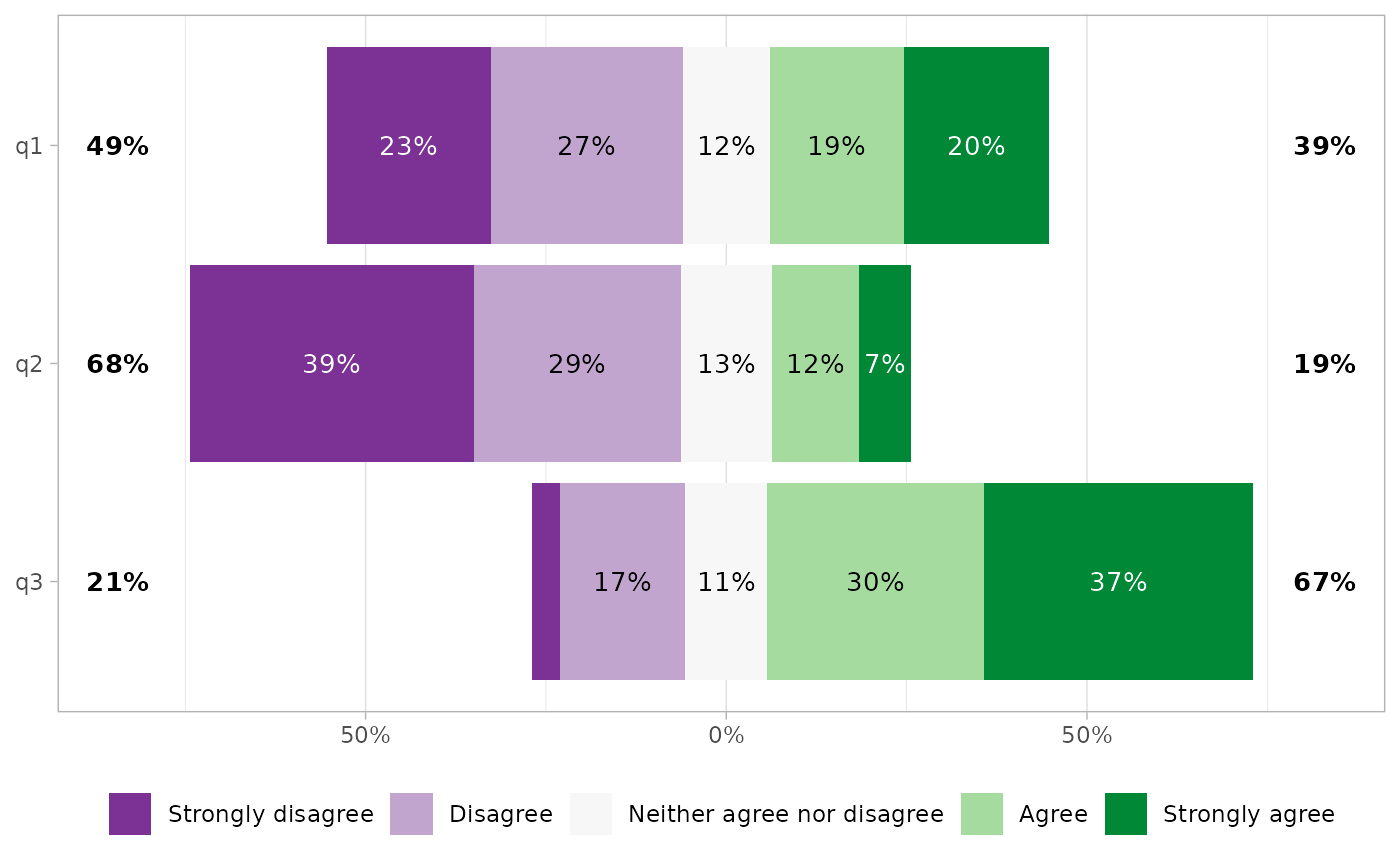 q1 49% 23% 27% 12% 19% 20% 39%
q2 68% 39% 29% 13% 12% 7% 19%
q3 21% 17% 11% 30% 37% 67%
50% 0% 50%
Strongly disagree Disagree Neither agree nor disagree Agree Strongly agree